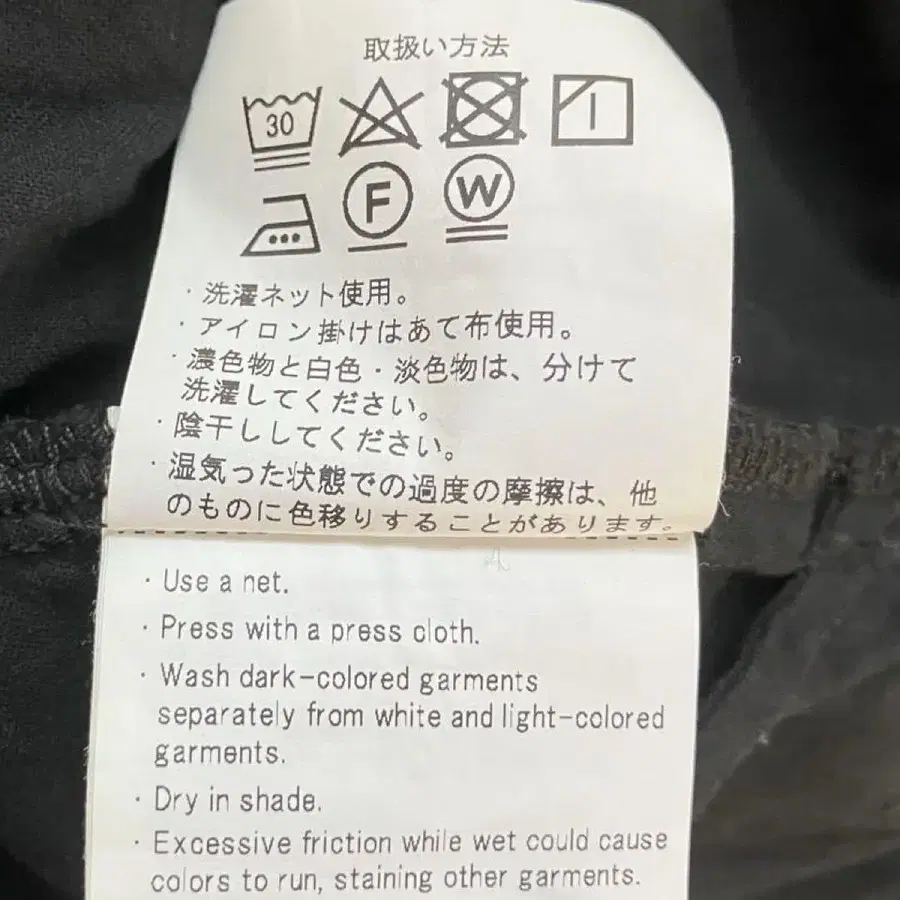 取扱い方法
30
F W
・洗濯ネット使用。
・アイロン掛けはあて布使用。
・濃色物と白色・淡色物は、分けて
洗濯してください。
・陰干ししてください。
・湿気った状態での過度の摩擦は、他
のものに色移りすることがあります。
・Use a net.
・Press with a press cloth.
・Wash dark-colored garments
separately from white and light-colored
garments.
・Dry in shade.
・Excessive friction while wet could cause
colors to run, staining other garments.